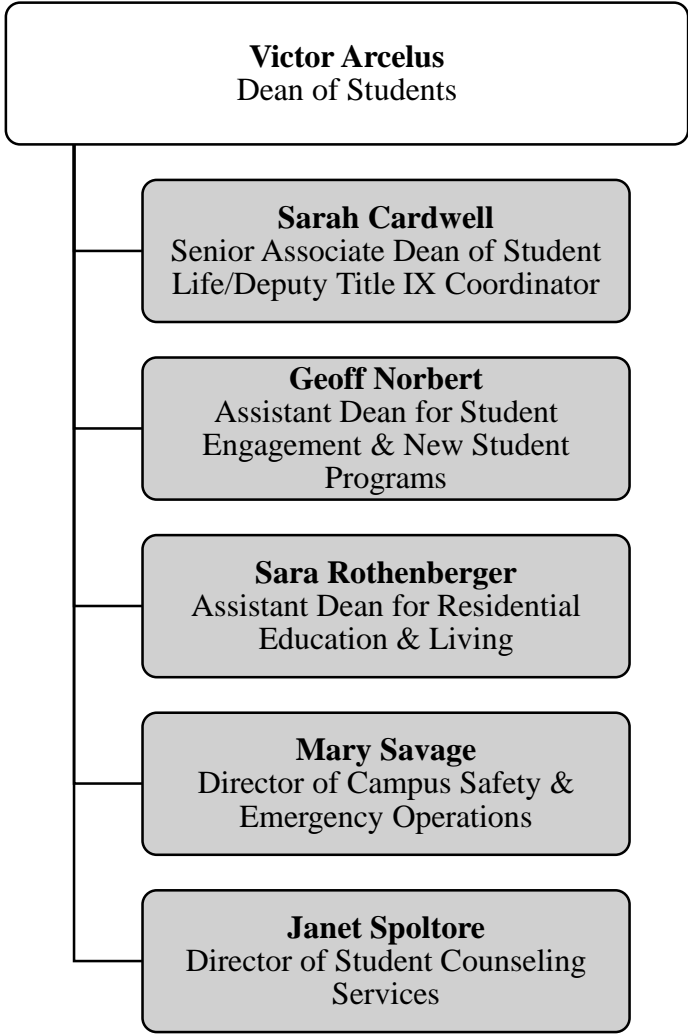 Victor Arcelus
Dean of Students
Sarah Cardwell
Senior Associate Dean of Student
Life/Deputy Title IX Coordinator
Geoff Norbert
Assistant Dean for Student
Engagement & New Student
Programs
Sara Rothenberger
Assistant Dean for Residential
Education & Living
Mary Savage
Director of Campus Safety &
Emergency Operations
Janet Spoltore
Director of Student Counseling
Services